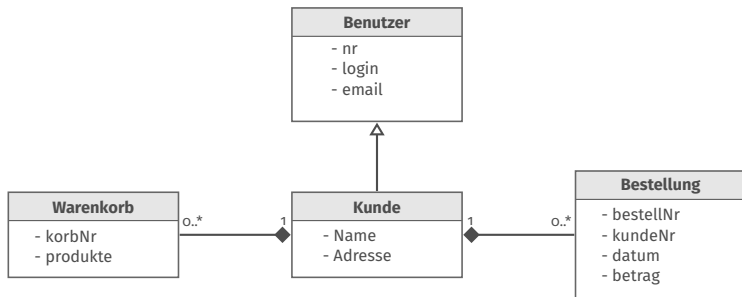 Benutzer
- nr
- login
- email
Warenkorb
- korbNr
- produkte
0..*
1
Kunde
- Name
- Adresse
1
0..*
Bestellung
- bestellNr
- kundeNr
- datum
- betrag